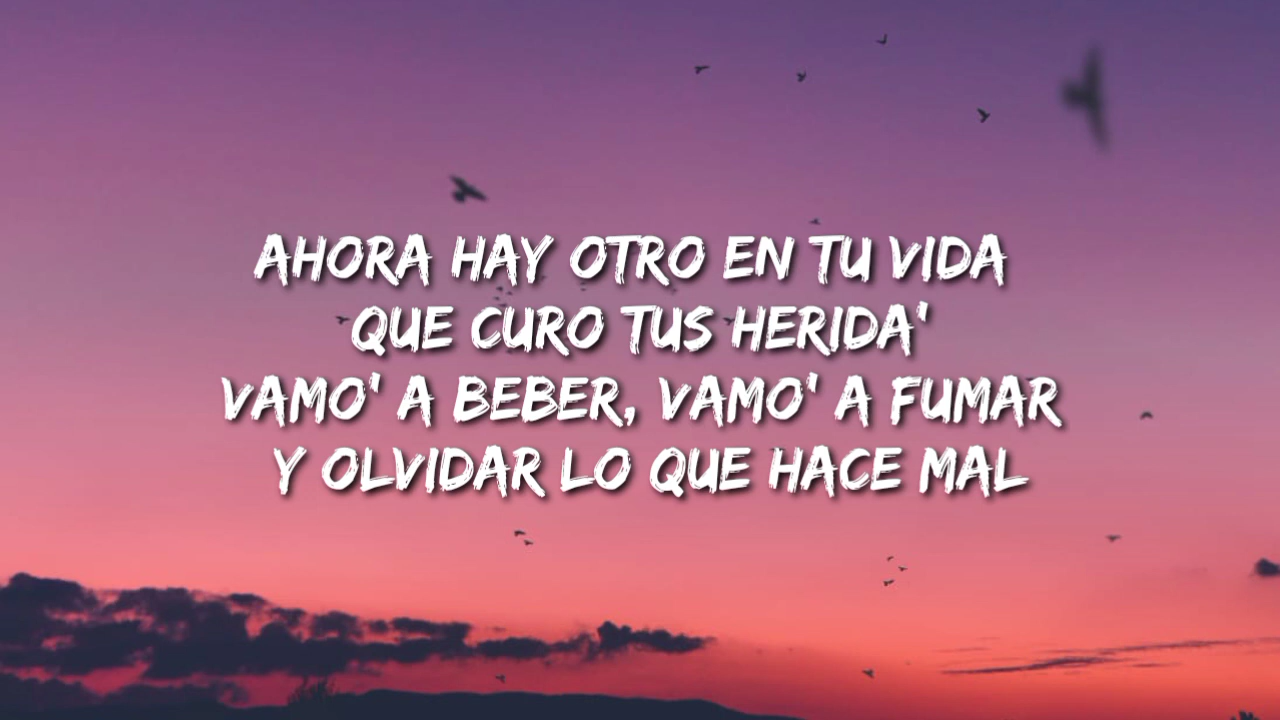 AHORA HAY OTRO EN TU VIDA
QUE CURO TUS HERIDA'
VAMO' A BEBER, VAMO' A FUMAR
Y OLVIDAR LO QUE HACE MAL